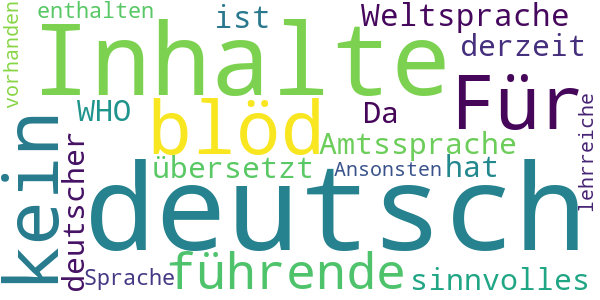 enthalten
ist
Weltsprache
vorhanden
Inhalte
derzeit
WHO
blöd
Da
Für
kein
deutscher
übersetzt
Amtssprache
Ansonsten
hat
lehrreiche
deutsch
Sprache
führende
sinnvolles